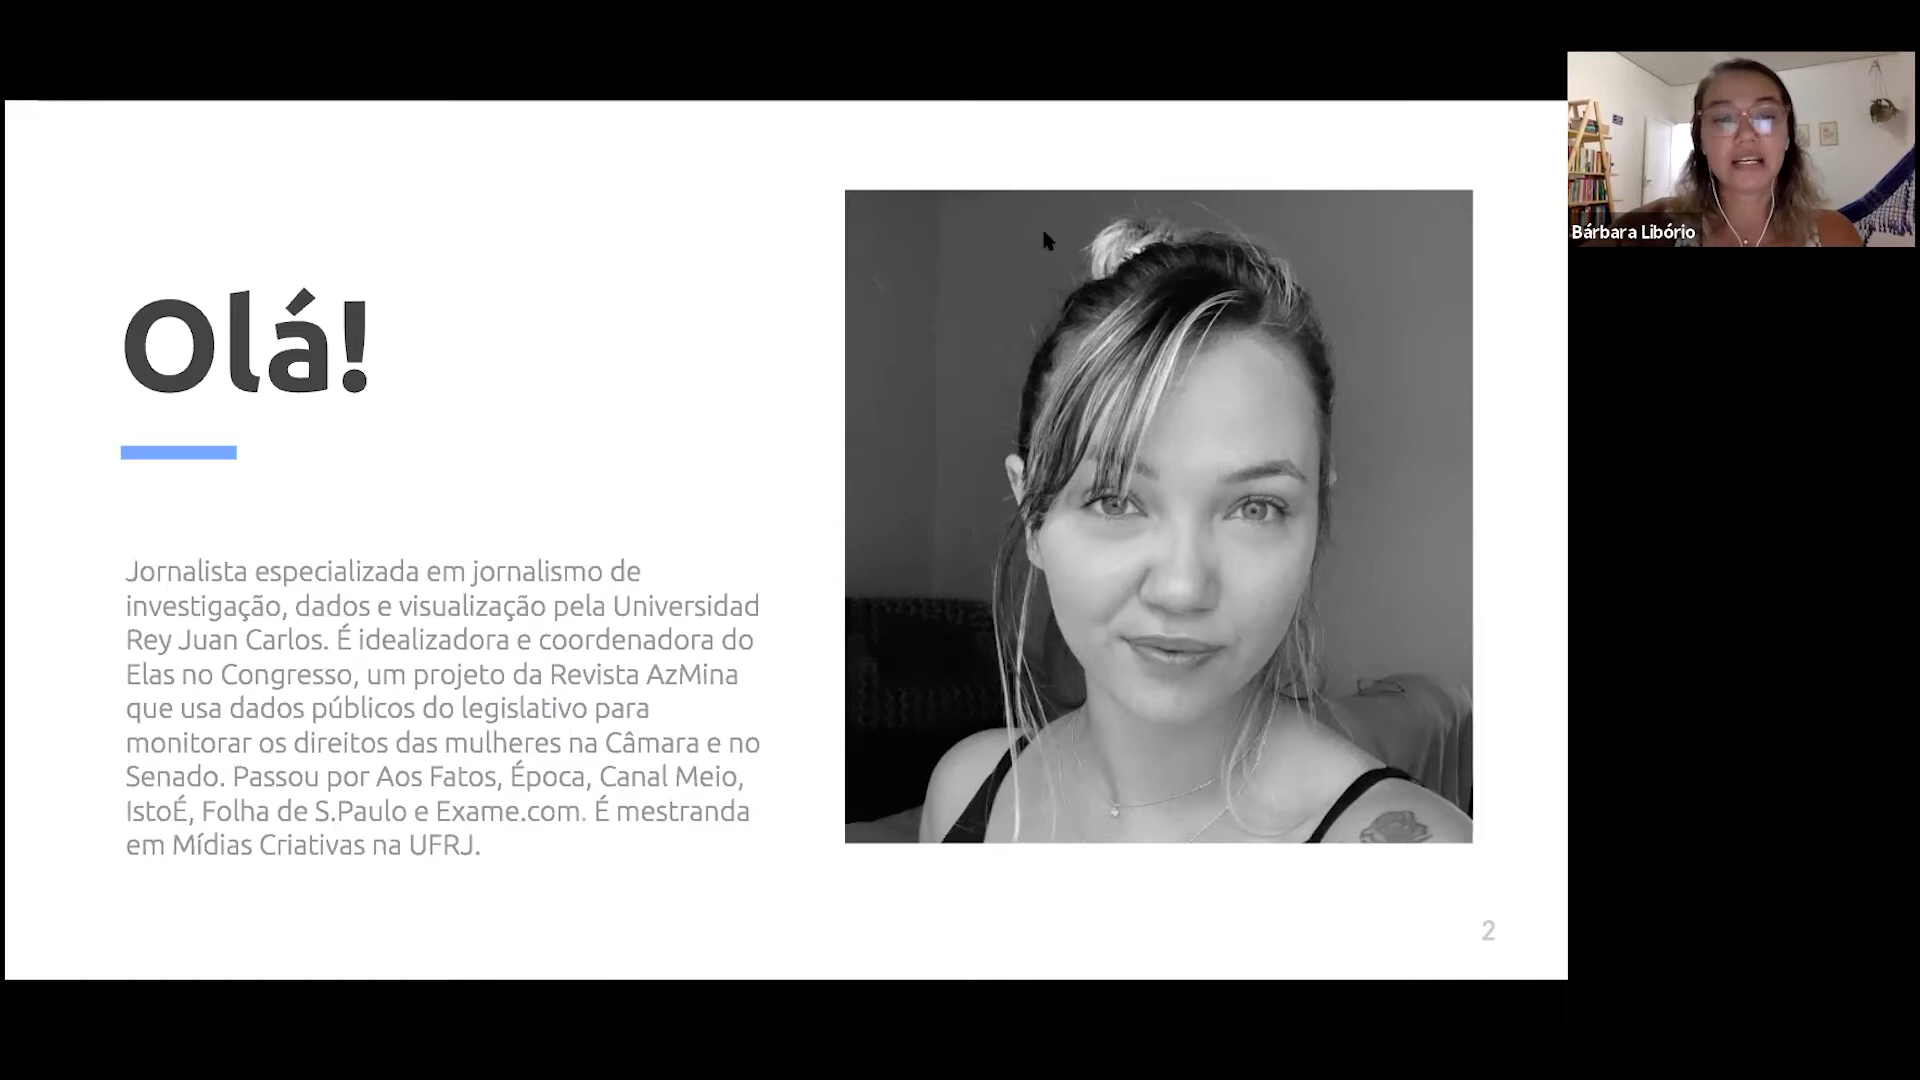 Olá!
Jornalista especializada em jornalismo de
investigação, dados e visualização pela Universidad
Rey Juan Carlos. É idealizadora e coordenadora do
Elas no Congresso, um projeto da Revista AzMina
que usa dados públicos do legislativo para
monitorar os direitos das mulheres na Câmara e no
Senado. Passou por Aos Fatos, Época, Canal Meio,
IstoÉ, Folha de S.Paulo e Exame.com. É mestranda
em Mídias Criativas na UFRJ.
2
Bárbara Libório